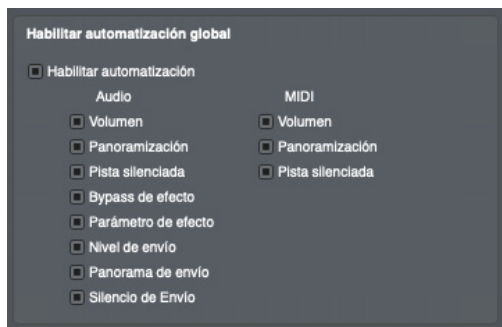 Habilitar automatización global
Habilitar automatización
Audio MIDI
Volumen Volumen
Panoramización Panoramización
Pista silenciada Pista silenciada
Bypass de efecto
Parámetro de efecto
Nivel de envío
Panorama de envío
Silencio de Envío